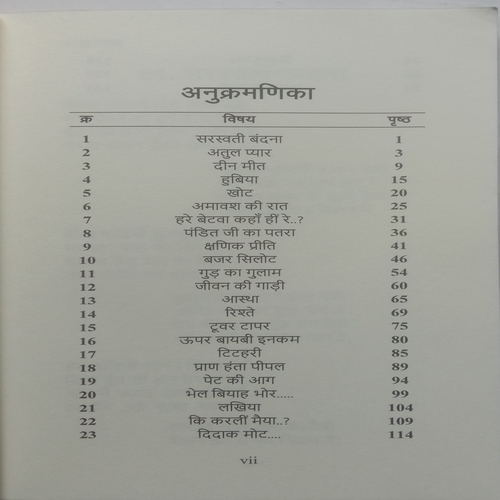 अनुक्रमणिका
क्र विषय पृष्ठ
1 सरस्वती बंदना 1
2 अतुल प्यार 3
3 दीन मीत 9
4 हुबिया 15
5 खोट 20
6 अमावश की रात 25
7 हरे बेटवा कहाँ हीं रे..? 31
8 पंडित जी का पतरा 36
9 क्षणिक प्रीति 41
10 बजर सिलोट 46
11 गुड़ का गुलाम 54
12 जीवन की गाड़ी 60
13 आस्था 65
14 रिश्ते 69
15 टूवर टापर 75
16 ऊपर बायबी इनकम 80
17 टिटहरी 85
18 प्राण हंता पीपल 89
19 पेट की आग 94
20 भेल बियाह भोर..... 99
21 लखिया 104
22 कि करलीं मैया..? 109
23 दिदाक मोट.... 114
vii